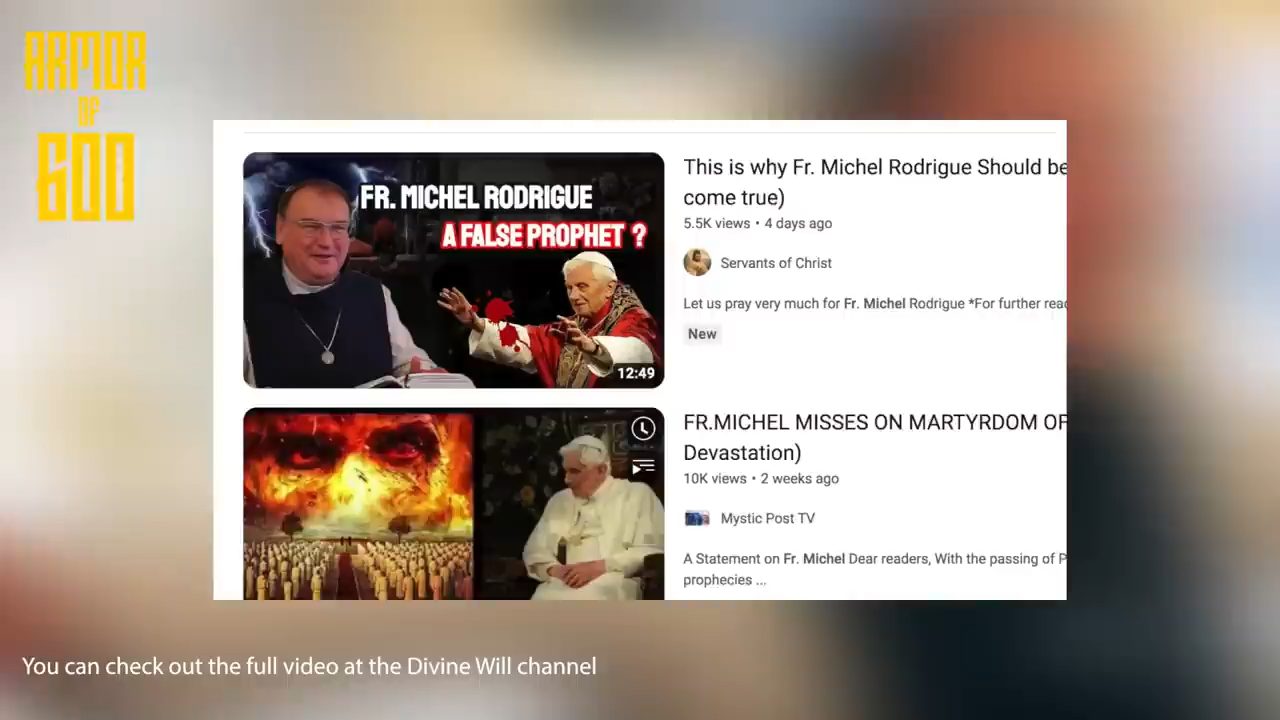 ARMOR
OF
GOD
FR. MICHEL RODRIGUE
A FALSE PROPHET ?
12:49
This is why Fr. Michel Rodrigue Should be
come true)
5.5K views • 4 days ago
Servants of Christ
Let us pray very much for Fr. Michel Rodrigue *For further read
New
FR.MICHEL MISSES ON MARTYRDOM OF
Devastation)
10K views • 2 weeks ago
Mystic Post TV
A Statement on Fr. Michel Dear readers, With the passing of P
prophecies ...
You can check out the full video at the Divine Will channel